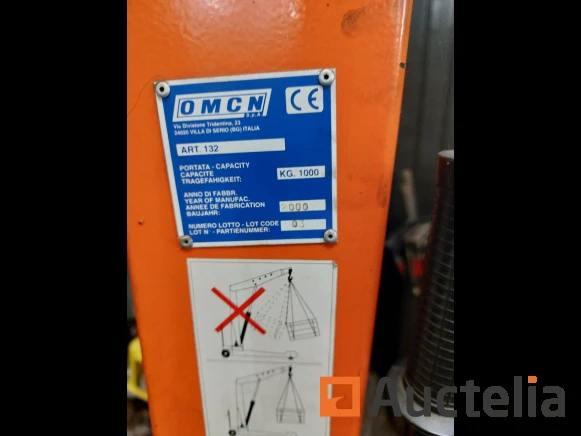 OMCN
S.p.A.
CE
Via Divisione Tridentina, 23
24020 VILLA DI SERIO (BG) ITALIA
ART. 132
PORTATA - CAPACITY
CAPACITE
TRAGEFÄHIGKEIT:
KG. 1000
ANNO DI FABBR.
YEAR OF MANUFAC.
ANNEE DE FABRICATION
BAUJAHR:
2000
NUMERO LOTTO - LOT CODE
LOT N° - PARTIENUMMER:
03
Auctelia